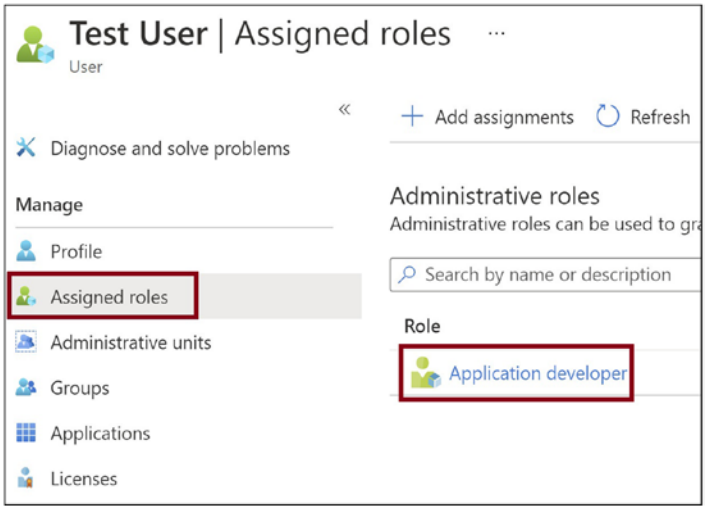 Test User | Assigned roles ...
User
«
+ Add assignments Refresh
Diagnose and solve problems
Manage
Administrative roles
Administrative roles can be used to gra
Profile
Search by name or description
Assigned roles
Role
Administrative units
Application developer
Groups
Applications
Licenses